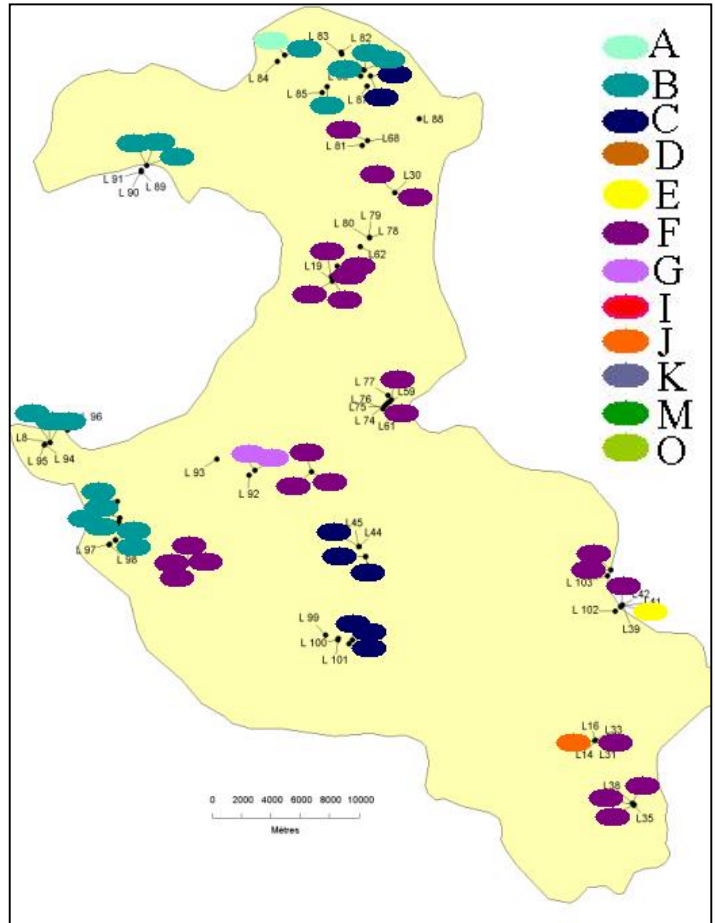 L 83 L 82
A
L 84
B
L 85
L 88
C
L68
L 81
D
L 91
L 89
L 90
L30
E
L 79
L 80
L 78
F
L62
L19
G
I
J
L 77
L59
L 76
K
L75
L 74
L61
M
L 96
L8
L 95
L 94
O
L 93
L 92
L45
L44
L 97
L 98
L 103
L42
L41
L 102
L39
L 99
L 100
L 101
L16
L33
L14
L31
L38
L35
0 2000 4000 6000 8000 10000
Mètres